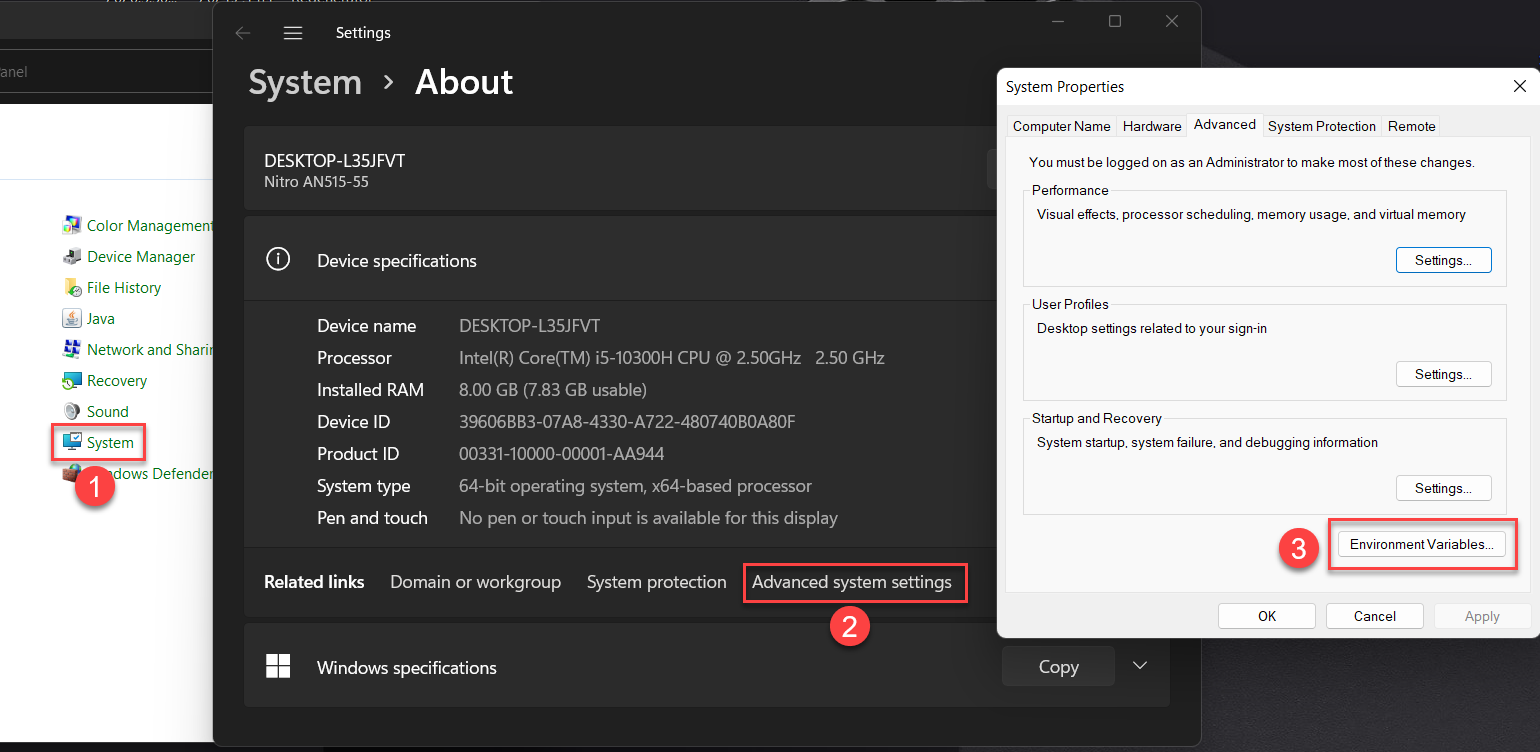 anel
Color Management
Device Manager
File History
Java
Network and Sharin
Recovery
Sound
System
dows Defender
1
Settings
System › About
DESKTOP-L35JFVT
Nitro AN515-55
Device specifications
Device name DESKTOP-L35JFVT
Processor Intel(R) Core(TM) i5-10300H CPU @ 2.50GHz 2.50 GHz
Installed RAM 8.00 GB (7.83 GB usable)
Device ID 39606BB3-07A8-4330-A722-480740B0A80F
Product ID 00331-10000-00001-AA944
System type 64-bit operating system, x64-based processor
Pen and touch No pen or touch input is available for this display
Related links Domain or workgroup System protection Advanced system settings
2
Windows specifications Copy
System Properties
Computer Name Hardware Advanced System Protection Remote
You must be logged on as an Administrator to make most of these changes.
Performance
Visual effects, processor scheduling, memory usage, and virtual memory
Settings...
User Profiles
Desktop settings related to your sign-in
Settings...
Startup and Recovery
System startup, system failure, and debugging information
Settings...
3 Environment Variables...
OK Cancel Apply